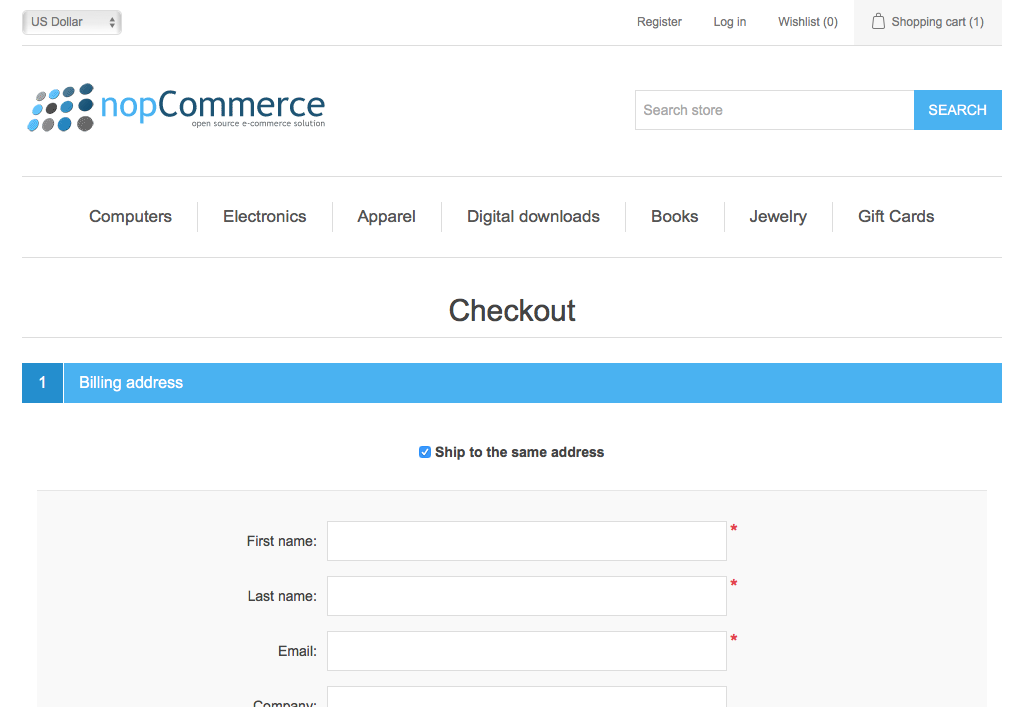 US Dollar
Register
Log in
Wishlist (0)
Shopping cart (1)
nopCommerce
open source e-commerce solution
Search store
SEARCH
Computers
Electronics
Apparel
Digital downloads
Books
Jewelry
Gift Cards
Checkout
1 Billing address
Ship to the same address
First name: *
Last name: *
Email: *
Company: